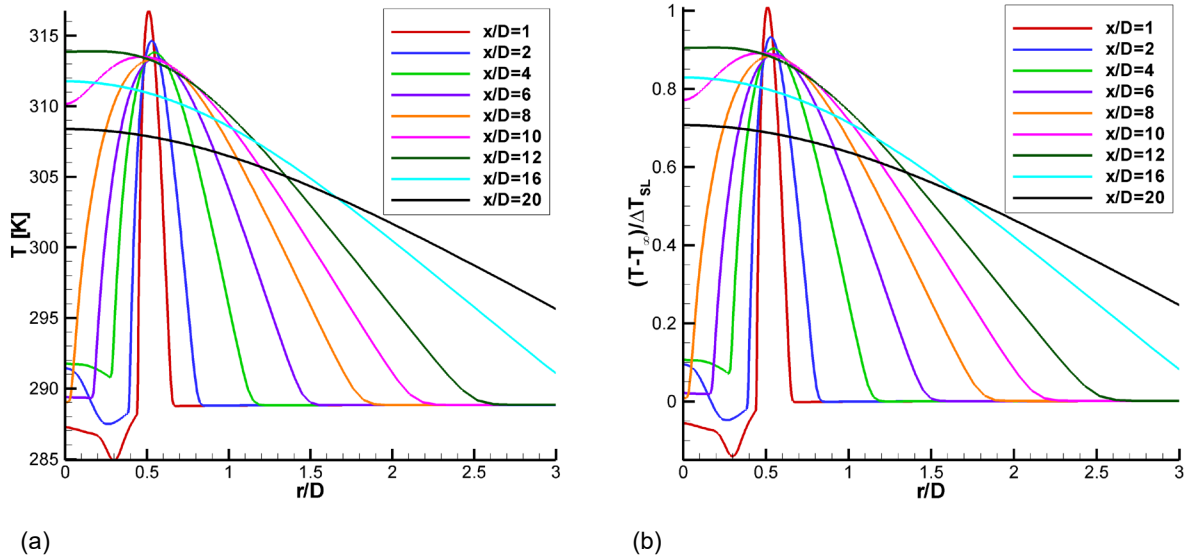 315
310
305
300
295
290
285
T [K]
0
0.5
1
1.5
2
2.5
3
r/D
x/D=1
x/D=2
x/D=4
x/D=6
x/D=8
x/D=10
x/D=12
x/D=16
x/D=20
(a)
1
0.8
0.6
0.4
0.2
0
(T-T∞)/ΔT_SL
0
0.5
1
1.5
2
2.5
3
r/D
x/D=1
x/D=2
x/D=4
x/D=6
x/D=8
x/D=10
x/D=12
x/D=16
x/D=20
(b)